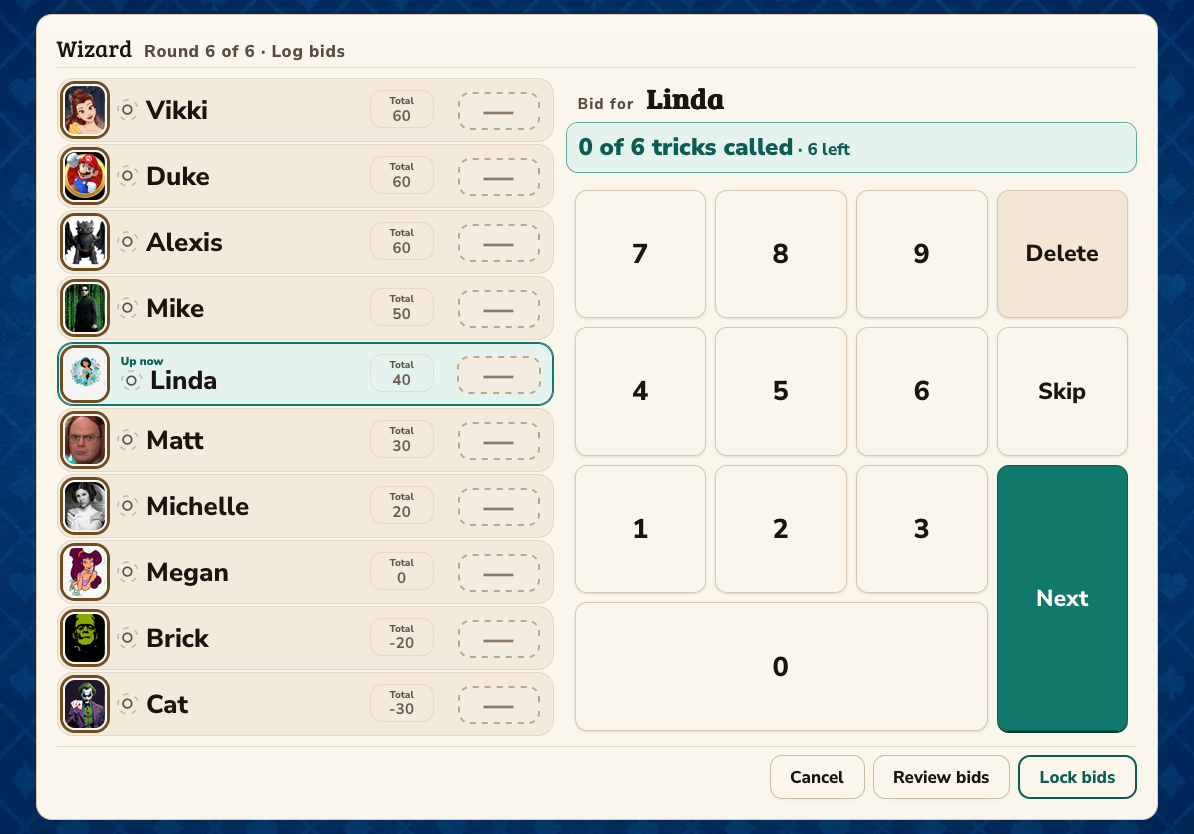 Wizard Round 6 of 6 · Log bids
Vikki
Total
60
—
Duke
Total
60
—
Alexis
Total
60
—
Mike
Total
50
—
Up now
Linda
Total
40
—
Matt
Total
30
—
Michelle
Total
20
—
Megan
Total
0
—
Brick
Total
-20
—
Cat
Total
-30
—
Bid for Linda
0 of 6 tricks called · 6 left
7 8 9 Delete
4 5 6 Skip
1 2 3
Next
0
Cancel Review bids Lock bids